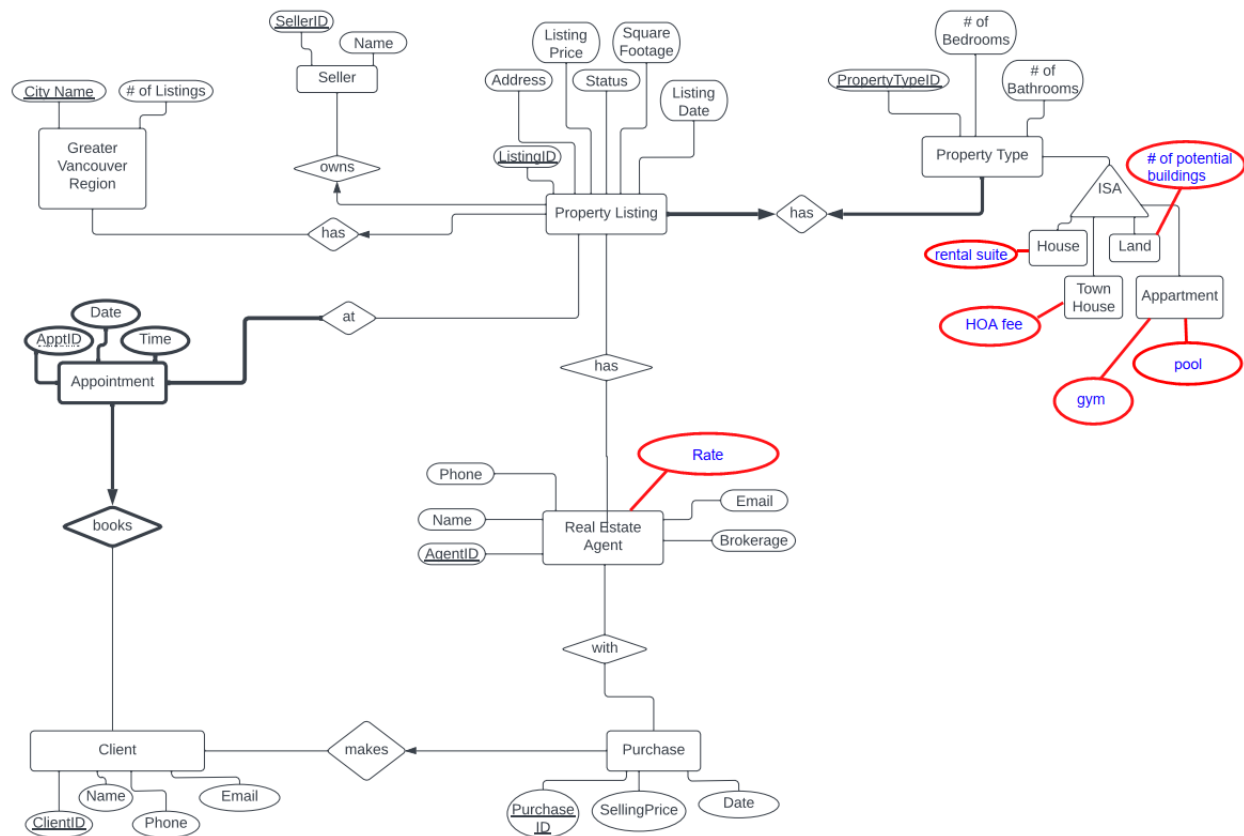 SellerID
Name
Seller
City Name
# of Listings
Greater
Vancouver
Region
Listing
Price
Square
Footage
Address
Status
Listing
Date
ListingID
owns
Property Listing
has
# of
Bedrooms
PropertyTypeID
# of
Bathrooms
Property Type
has
ISA
# of potential
buildings
rental suite
House
Land
Town
House
Appartment
HOA fee
pool
gym
Date
ApptID
Time
Appointment
at
has
Rate
Phone
Email
Name
Real Estate
Agent
Brokerage
AgentID
books
with
Client
makes
Purchase
Name
Email
ClientID
Phone
Purchase
ID
SellingPrice
Date